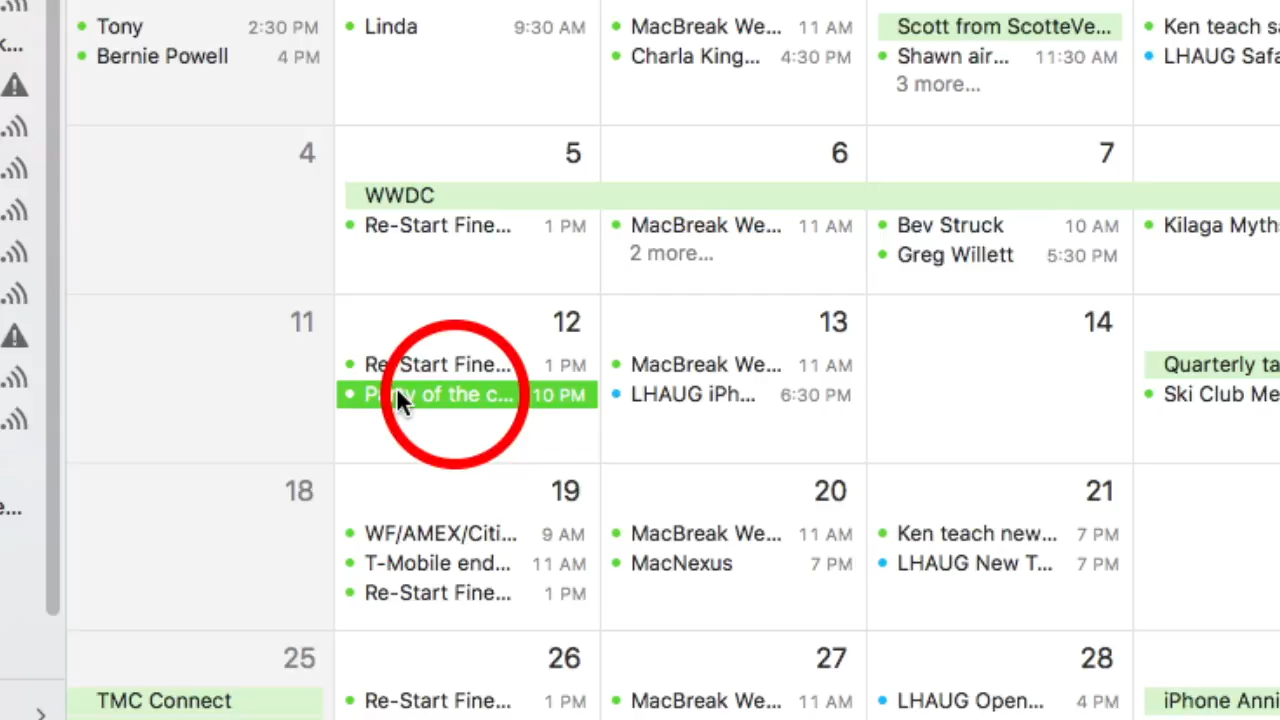 Tony 2:30 PM
Bernie Powell 4 PM
Linda 9:30 AM
MacBreak We... 11 AM
Charla King... 4:30 PM
Scott from ScotteVe...
Shawn air... 11:30 AM
3 more...
Ken teach sa
LHAUG Safa
4
5
6
7
WWDC
Re-Start Fine... 1 PM
MacBreak We... 11 AM
2 more...
Bev Struck 10 AM
Greg Willett 5:30 PM
Kilaga Myth
11
12
Re-Start Fine... 1 PM
Party of the c... 10 PM
13
MacBreak We... 11 AM
LHAUG iPh... 6:30 PM
14
Quarterly ta
Ski Club Me
18
19
WF/AMEX/Citi... 9 AM
T-Mobile end... 11 AM
Re-Start Fine... 1 PM
20
MacBreak We... 11 AM
MacNexus 7 PM
21
Ken teach new... 7 PM
LHAUG New T... 7 PM
25
TMC Connect
26
Re-Start Fine... 1 PM
27
MacBreak We... 11 AM
28
LHAUG Open... 4 PM
iPhone Anni